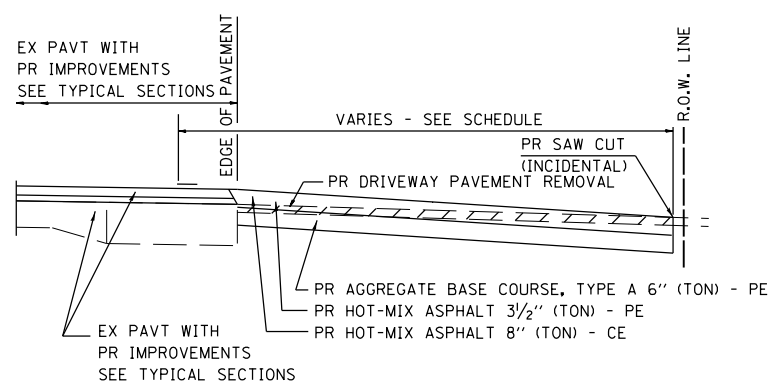 EX PAVT WITH
PR IMPROVEMENTS
SEE TYPICAL SECTIONS
EDGE OF PAVEMENT
R.O.W. LINE
VARIES - SEE SCHEDULE
PR SAW CUT
(INCIDENTAL)
PR DRIVEWAY PAVEMENT REMOVAL
PR AGGREGATE BASE COURSE, TYPE A 6" (TON) - PE
PR HOT-MIX ASPHALT 3½" (TON) - PE
PR HOT-MIX ASPHALT 8" (TON) - CE
EX PAVT WITH
PR IMPROVEMENTS
SEE TYPICAL SECTIONS